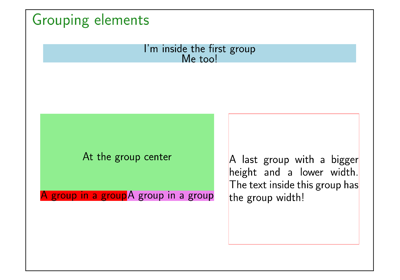 Grouping elements
I'm inside the first group
Me too!
At the group center
A group in a group A group in a group
A last group with a bigger
height and a lower width.
The text inside this group has
the group width!